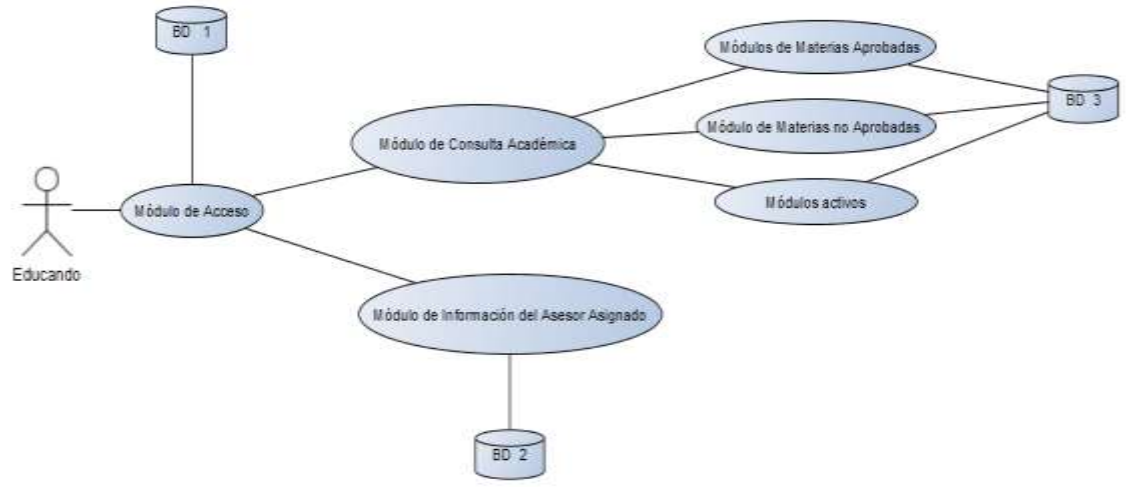 BD 1
Módulos de Materias Aprobadas
BD 3
Módulo de Consulta Académica
Módulo de Materias no Aprobadas
Módulo de Acceso
Módulos activos
Educando
Módulo de Información del Asesor Asignado
BD 2